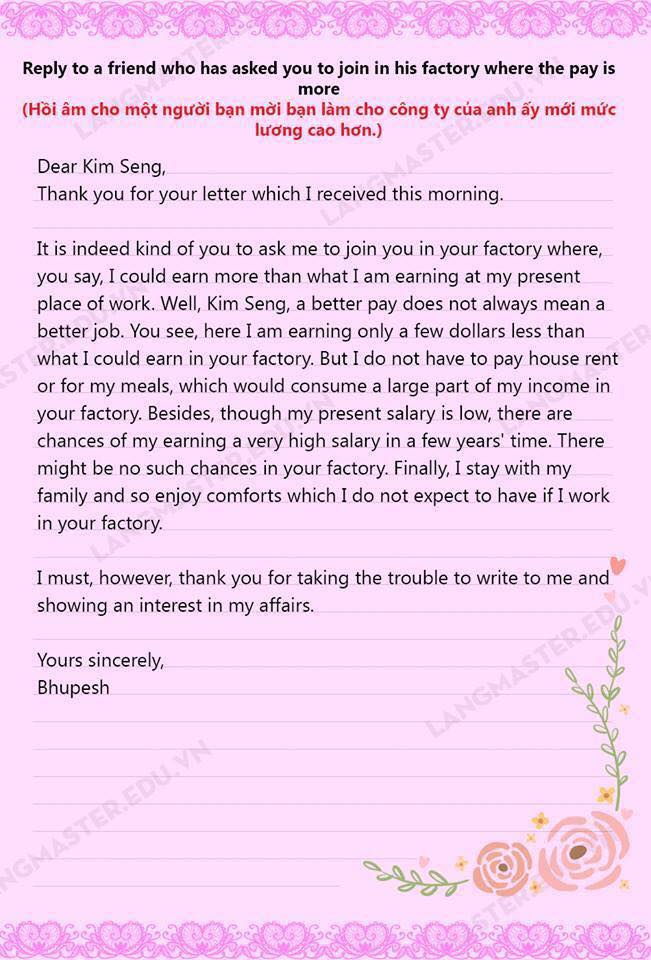 Reply to a friend who has asked you to join in his factory where the pay is
more
(Hồi âm cho một người bạn mời bạn làm cho công ty của anh ấy mới mức
lương cao hơn.)
Dear Kim Seng,
Thank you for your letter which I received this morning.
It is indeed kind of you to ask me to join you in your factory where,
you say, I could earn more than what I am earning at my present
place of work. Well, Kim Seng, a better pay does not always mean a
better job. You see, here I am earning only a few dollars less than
what I could earn in your factory. But I do not have to pay house rent
or for my meals, which would consume a large part of my income in
your factory. Besides, though my present salary is low, there are
chances of my earning a very high salary in a few years' time. There
might be no such chances in your factory. Finally, I stay with my
family and so enjoy comforts which I do not expect to have if I work
in your factory.
I must, however, thank you for taking the trouble to write to me and
showing an interest in my affairs.
Yours sincerely,
Bhupesh
LANGMASTER.EDU.VN